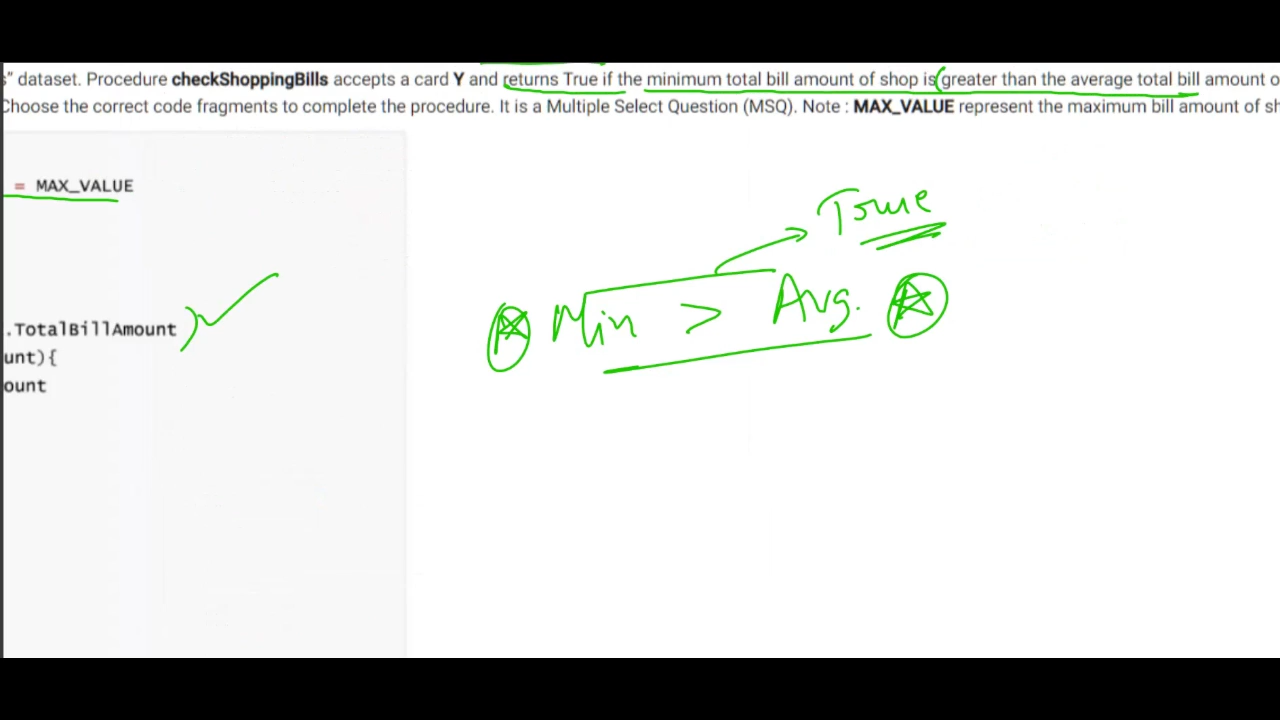 s" dataset. Procedure checkShoppingBills accepts a card Y and returns True if the minimum total bill amount of shop is greater than the average total bill amount o
Choose the correct code fragments to complete the procedure. It is a Multiple Select Question (MSQ). Note : MAX_VALUE represent the maximum bill amount of sh
= MAX_VALUE
True
Min > Avg.
.TotalBillAmount
unt){
ount